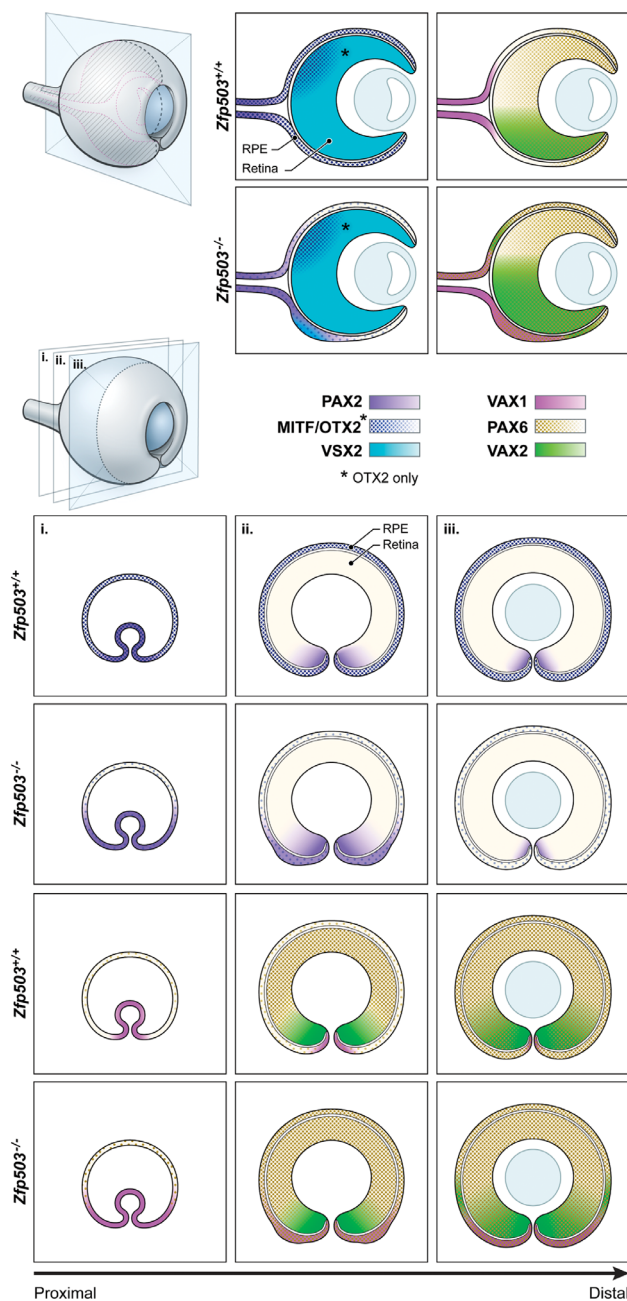 Zfp503+/+
RPE
Retina
Zfp503-/-
i.
ii.
iii.
PAX2
MITF/OTX2*
VSX2
* OTX2 only
VAX1
PAX6
VAX2
*
*
i.
ii.
iii.
RPE
Retina
Zfp503+/+
Zfp503-/-
Zfp503+/+
Zfp503-/-
Proximal
Distal